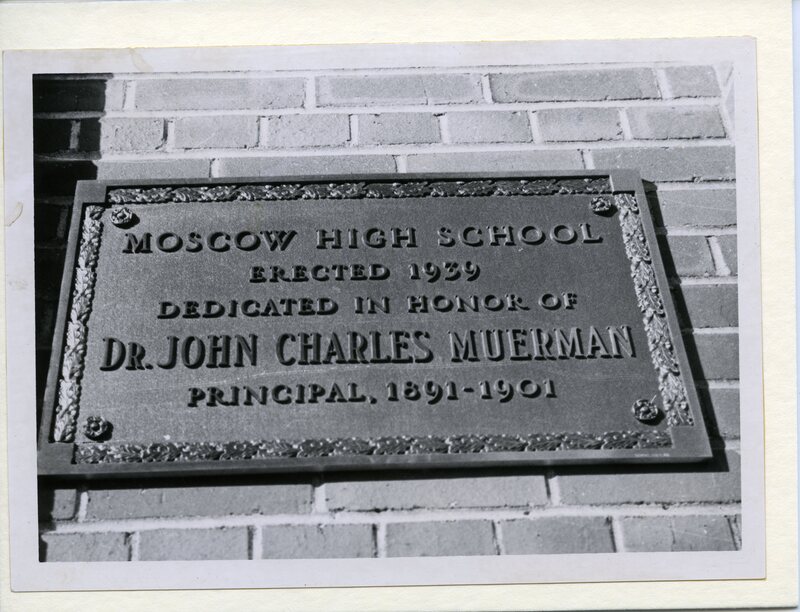 MOSCOW HIGH SCHOOL
ERECTED 1939
DEDICATED IN HONOR OF
DR. JOHN CHARLES MUERMAN
PRINCIPAL, 1891-1901